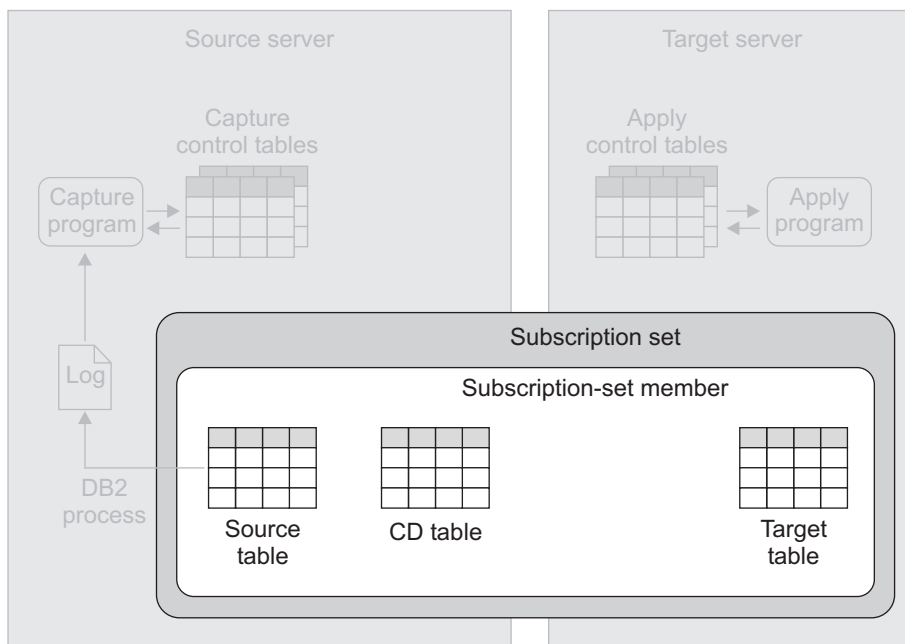 Source server
Target server
Capture
control tables
Apply
control tables
Capture
program
Apply
program
Subscription set
Log
Subscription-set member
DB2
process
Source
table
CD table
Target
table